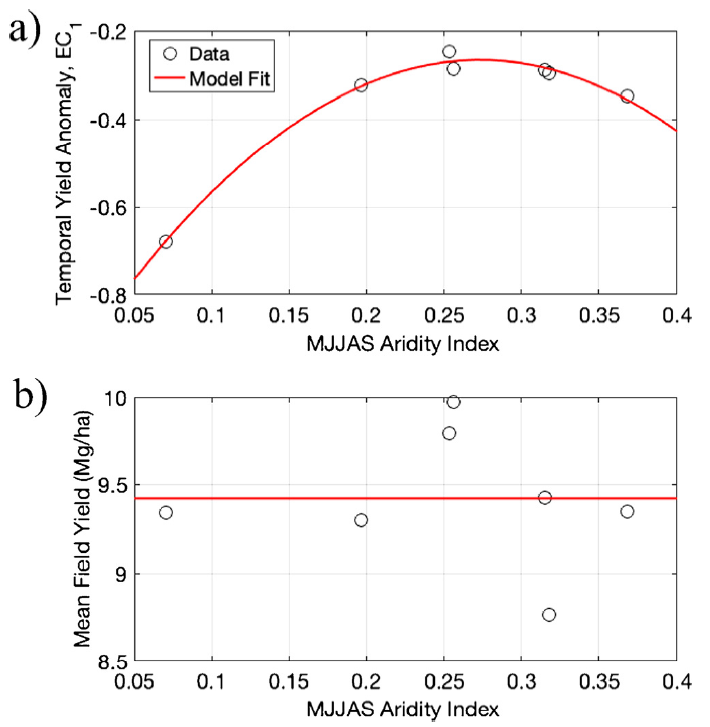 a)
Temporal Yield Anomaly, EC1
-0.2
-0.4
-0.6
-0.8
Data
Model Fit
0.05 0.1 0.15 0.2 0.25 0.3 0.35 0.4
MJJAS Aridity Index
b)
Mean Field Yield (Mg/ha)
10
9.5
9
8.5
0.05 0.1 0.15 0.2 0.25 0.3 0.35 0.4
MJJAS Aridity Index